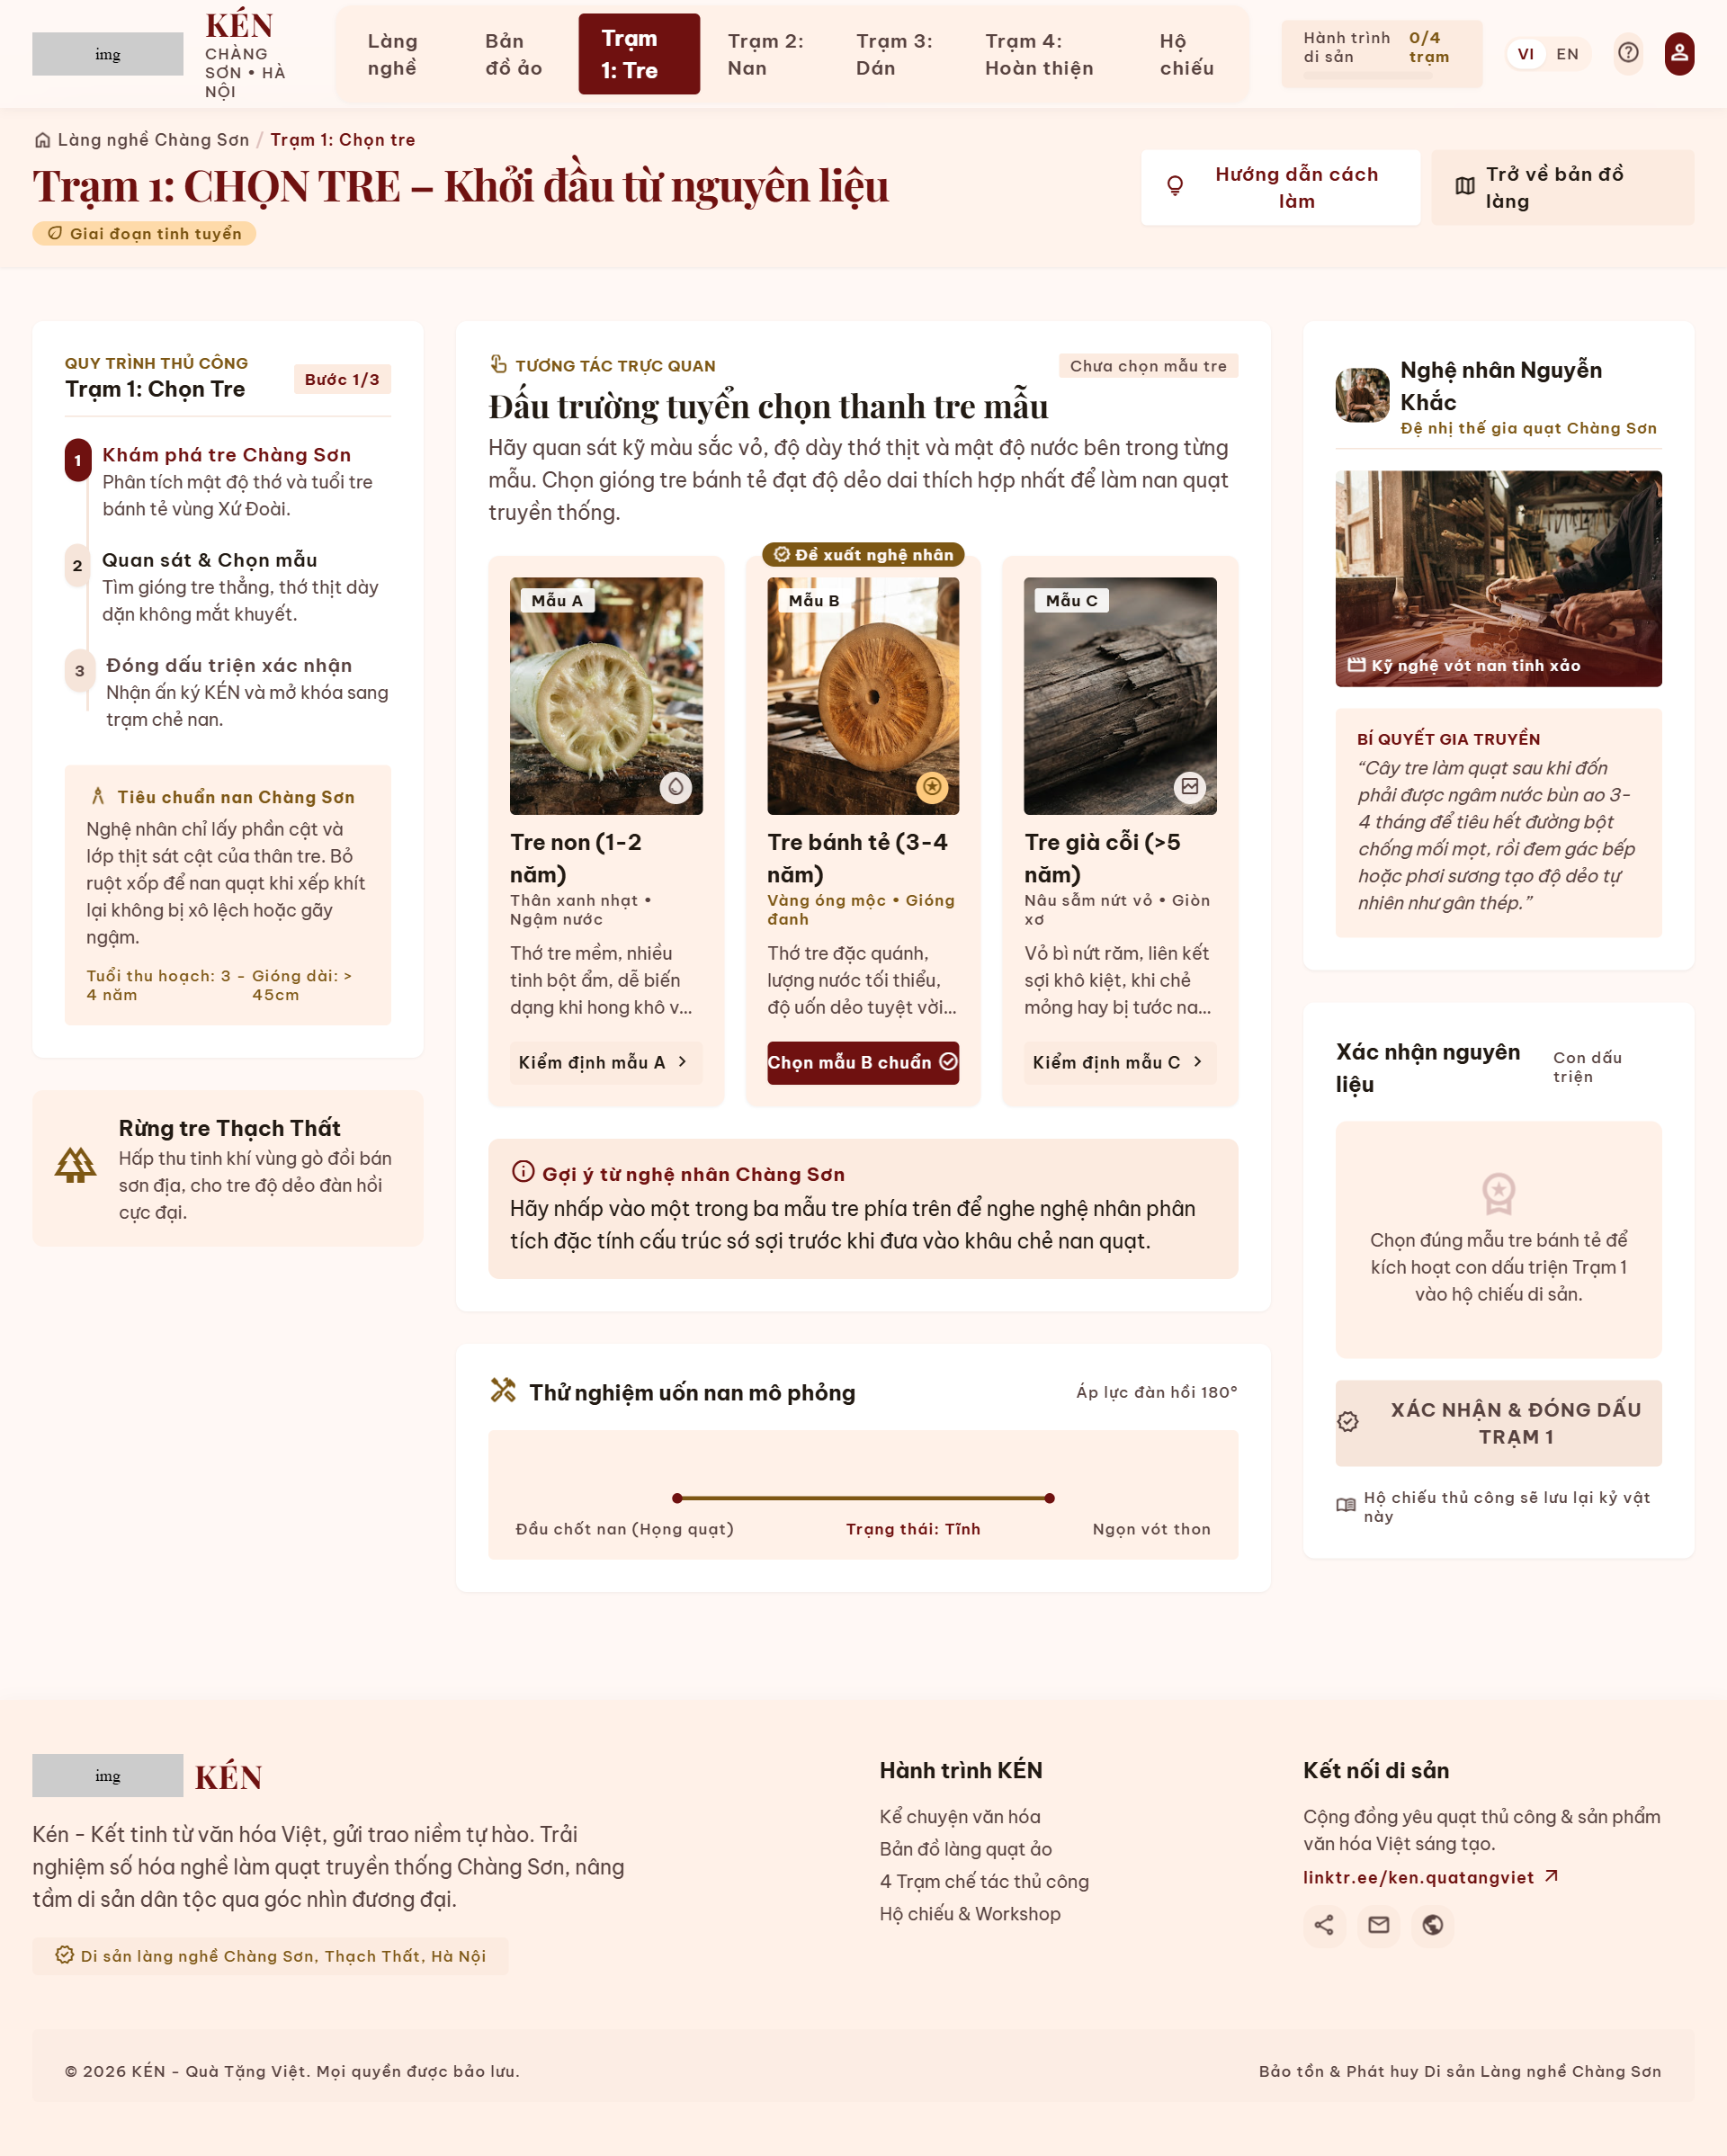 img
KÉN
CHÀNG
SƠN • HÀ
NỘI
Làng
nghề
Bản
đồ ảo
Trạm
1: Tre
Trạm 2:
Nan
Trạm 3:
Dán
Trạm 4:
Hoàn thiện
Hộ
chiếu
Hành trình
di sản
0/4
trạm
VI
EN
Làng nghề Chàng Sơn / Trạm 1: Chọn tre
Trạm 1: CHỌN TRE – Khởi đầu từ nguyên liệu
Giai đoạn tinh tuyển
Hướng dẫn cách
làm
Trở về bản đồ
làng
QUY TRÌNH THỦ CÔNG
Trạm 1: Chọn Tre
Bước 1/3
1
Khám phá tre Chàng Sơn
Phân tích mật độ thớ và tuổi tre
bánh tẻ vùng Xứ Đoài.
2
Quan sát & Chọn mẫu
Tìm gióng tre thẳng, thớ thịt dày
dặn không mắt khuyết.
3
Đóng dấu triện xác nhận
Nhận ấn ký KÉN và mở khóa sang
trạm chẻ nan.
Tiêu chuẩn nan Chàng Sơn
Nghệ nhân chỉ lấy phần cật và
lớp thịt sát cật của thân tre. Bỏ
ruột xốp để nan quạt khi xếp khít
lại không bị xô lệch hoặc gãy
ngậm.
Tuổi thu hoạch: 3 -
4 năm
Gióng dài: >
45cm
Rừng tre Thạch Thất
Hấp thu tinh khí vùng gò đồi bán
sơn địa, cho tre độ dẻo đàn hồi
cực đại.
TƯƠNG TÁC TRỰC QUAN
Chưa chọn mẫu tre
Đấu trường tuyển chọn thanh tre mẫu
Hãy quan sát kỹ màu sắc vỏ, độ dày thớ thịt và mật độ nước bên trong từng
mẫu. Chọn gióng tre bánh tẻ đạt độ dẻo dai thích hợp nhất để làm nan quạt
truyền thống.
Mẫu A
Tre non (1-2
năm)
Thân xanh nhạt •
Ngậm nước
Thớ tre mềm, nhiều
tinh bột ẩm, dễ biến
dạng khi hong khô v...
Kiểm định mẫu A
Đề xuất nghệ nhân
Mẫu B
Tre bánh tẻ (3-4
năm)
Vàng óng mộc • Gióng
đanh
Thớ tre đặc quánh,
lượng nước tối thiểu,
độ uốn dẻo tuyệt vời...
Chọn mẫu B chuẩn
Mẫu C
Tre già cỗi (>5
năm)
Nâu sẫm nứt vỏ • Giòn
xơ
Vỏ bì nứt răm, liên kết
sợi khô kiệt, khi chẻ
mỏng hay bị tước na...
Kiểm định mẫu C
Gợi ý từ nghệ nhân Chàng Sơn
Hãy nhấp vào một trong ba mẫu tre phía trên để nghe nghệ nhân phân
tích đặc tính cấu trúc sớ sợi trước khi đưa vào khâu chẻ nan quạt.
Thử nghiệm uốn nan mô phỏng
Áp lực đàn hồi 180°
Đầu chốt nan (Họng quạt)
Trạng thái: Tĩnh
Ngọn vót thon
Nghệ nhân Nguyễn
Khắc
Đệ nhị thế gia quạt Chàng Sơn
Kỹ nghệ vót nan tinh xảo
BÍ QUYẾT GIA TRUYỀN
“Cây tre làm quạt sau khi đốn
phải được ngâm nước bùn ao 3-
4 tháng để tiêu hết đường bột
chống mối mọt, rồi đem gác bếp
hoặc phơi sương tạo độ dẻo tự
nhiên như gân thép.”
Xác nhận nguyên
liệu
Con dấu
triện
Chọn đúng mẫu tre bánh tẻ để
kích hoạt con dấu triện Trạm 1
vào hộ chiếu di sản.
XÁC NHẬN & ĐÓNG DẤU
TRẠM 1
Hộ chiếu thủ công sẽ lưu lại kỷ vật
này
img
KÉN
Kén - Kết tinh từ văn hóa Việt, gửi trao niềm tự hào. Trải
nghiệm số hóa nghề làm quạt truyền thống Chàng Sơn, nâng
tầm di sản dân tộc qua góc nhìn đương đại.
Di sản làng nghề Chàng Sơn, Thạch Thất, Hà Nội
Hành trình KÉN
Kể chuyện văn hóa
Bản đồ làng quạt ảo
4 Trạm chế tác thủ công
Hộ chiếu & Workshop
Kết nối di sản
Cộng đồng yêu quạt thủ công & sản phẩm
văn hóa Việt sáng tạo.
linktr.ee/ken.quatangviet
© 2026 KÉN - Quà Tặng Việt. Mọi quyền được bảo lưu.
Bảo tồn & Phát huy Di sản Làng nghề Chàng Sơn